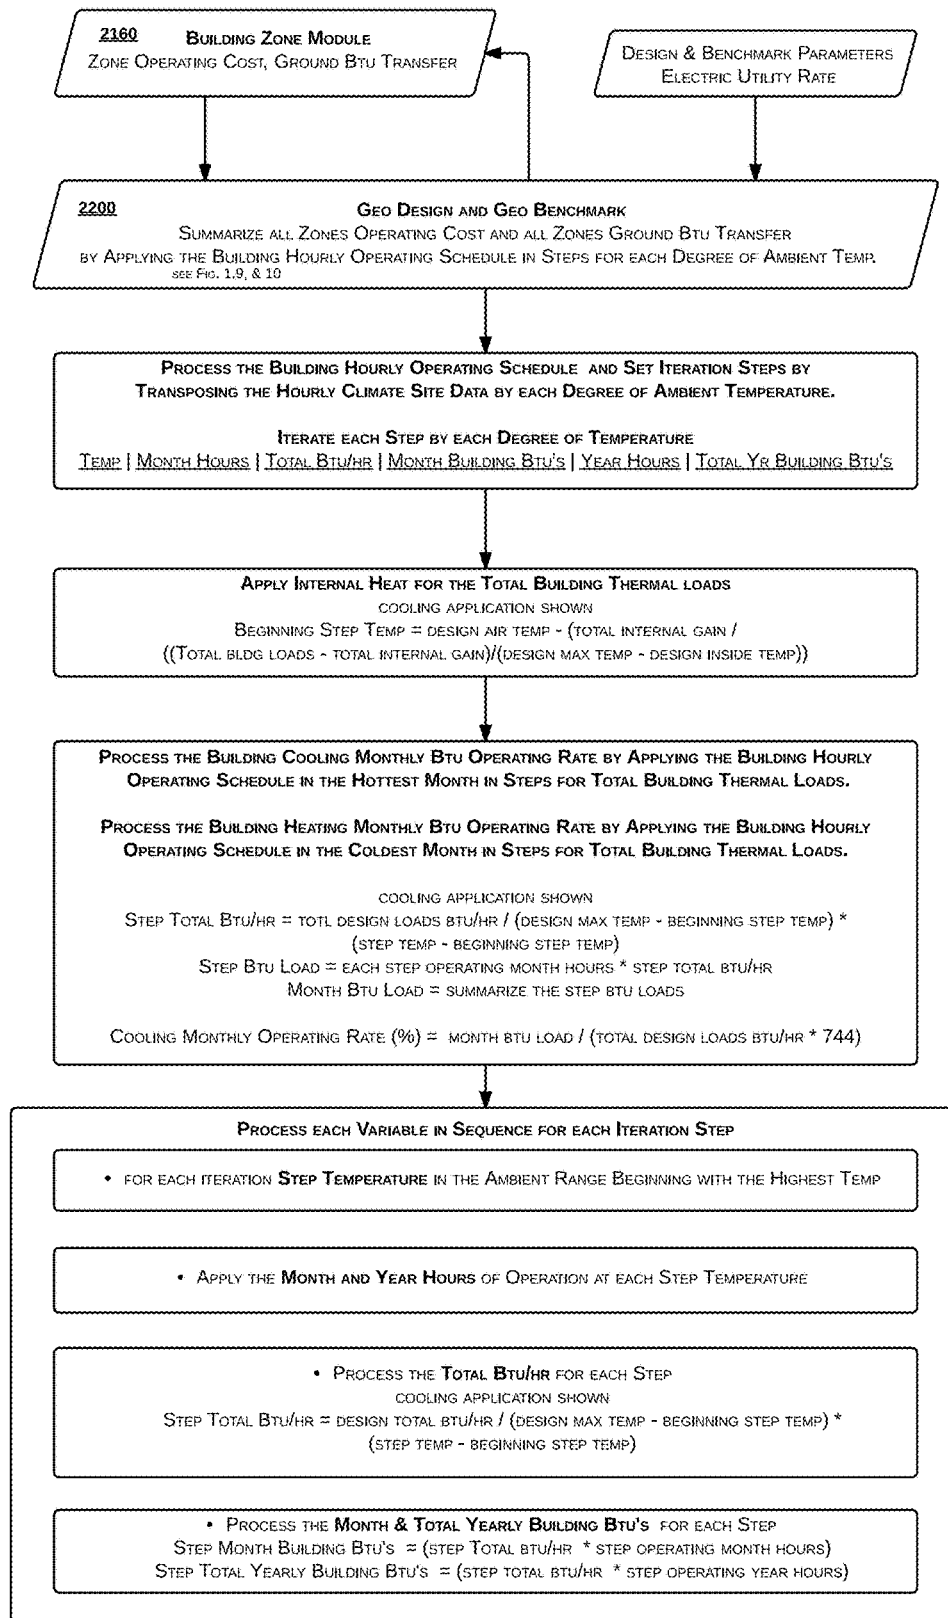 2160 Building Zone Module
Zone Operating Cost, Ground Btu Transfer
Design & Benchmark Parameters
Electric Utility Rate
2200 Geo Design and Geo Benchmark
Summarize all Zones Operating Cost and all Zones Ground Btu Transfer
by Applying the Building Hourly Operating Schedule in Steps for each Degree of Ambient Temp.
see Fig. 1.9, & 10
Process the Building Hourly Operating Schedule and Set Iteration Steps by
Transposing the Hourly Climate Site Data by each Degree of Ambient Temperature.
Iterate each Step by each Degree of Temperature
Temp | Month Hours | Total Btu/hr | Month Building Btu's | Year Hours | Total Yr Building Btu's
Apply Internal Heat for the Total Building Thermal loads
cooling application shown
Beginning Step Temp = design air temp - (total internal gain /
((Total bldg loads - total internal gain)/(design max temp - design inside temp))
Process the Building Cooling Monthly Btu Operating Rate by Applying the Building Hourly
Operating Schedule in the Hottest Month in Steps for Total Building Thermal Loads.
Process the Building Heating Monthly Btu Operating Rate by Applying the Building Hourly
Operating Schedule in the Coldest Month in Steps for Total Building Thermal Loads.
cooling application shown
Step Total Btu/hr = totl design loads btu/hr / (design max temp - beginning step temp) *
(step temp - beginning step temp)
Step Btu Load = each step operating month hours * step total btu/hr
Month Btu Load = summarize the step btu loads
Cooling Monthly Operating Rate (%) = month btu load / (total design loads btu/hr * 744)
Process each Variable in Sequence for each Iteration Step
• for each iteration Step Temperature in the Ambient Range Beginning with the Highest Temp
• Apply the Month and Year Hours of Operation at each Step Temperature
• Process the Total Btu/hr for each Step
cooling application shown
Step Total Btu/hr = design total btu/hr / (design max temp - beginning step temp) *
(step temp - beginning step temp)
• Process the Month & Total Yearly Building Btu's for each Step
Step Month Building Btu's = (step Total btu/hr * step operating month hours)
Step Total Yearly Building Btu's = (step total btu/hr * step operating year hours)